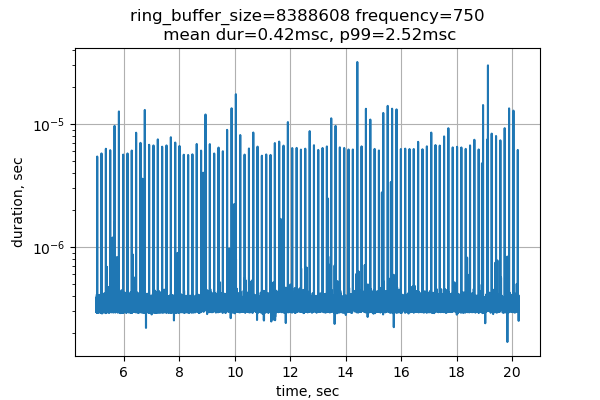 ring_buffer_size=8388608 frequency=750
mean dur=0.42msc, p99=2.52msc
duration, sec
10⁻⁵
10⁻⁶
6 8 10 12 14 16 18 20
time, sec